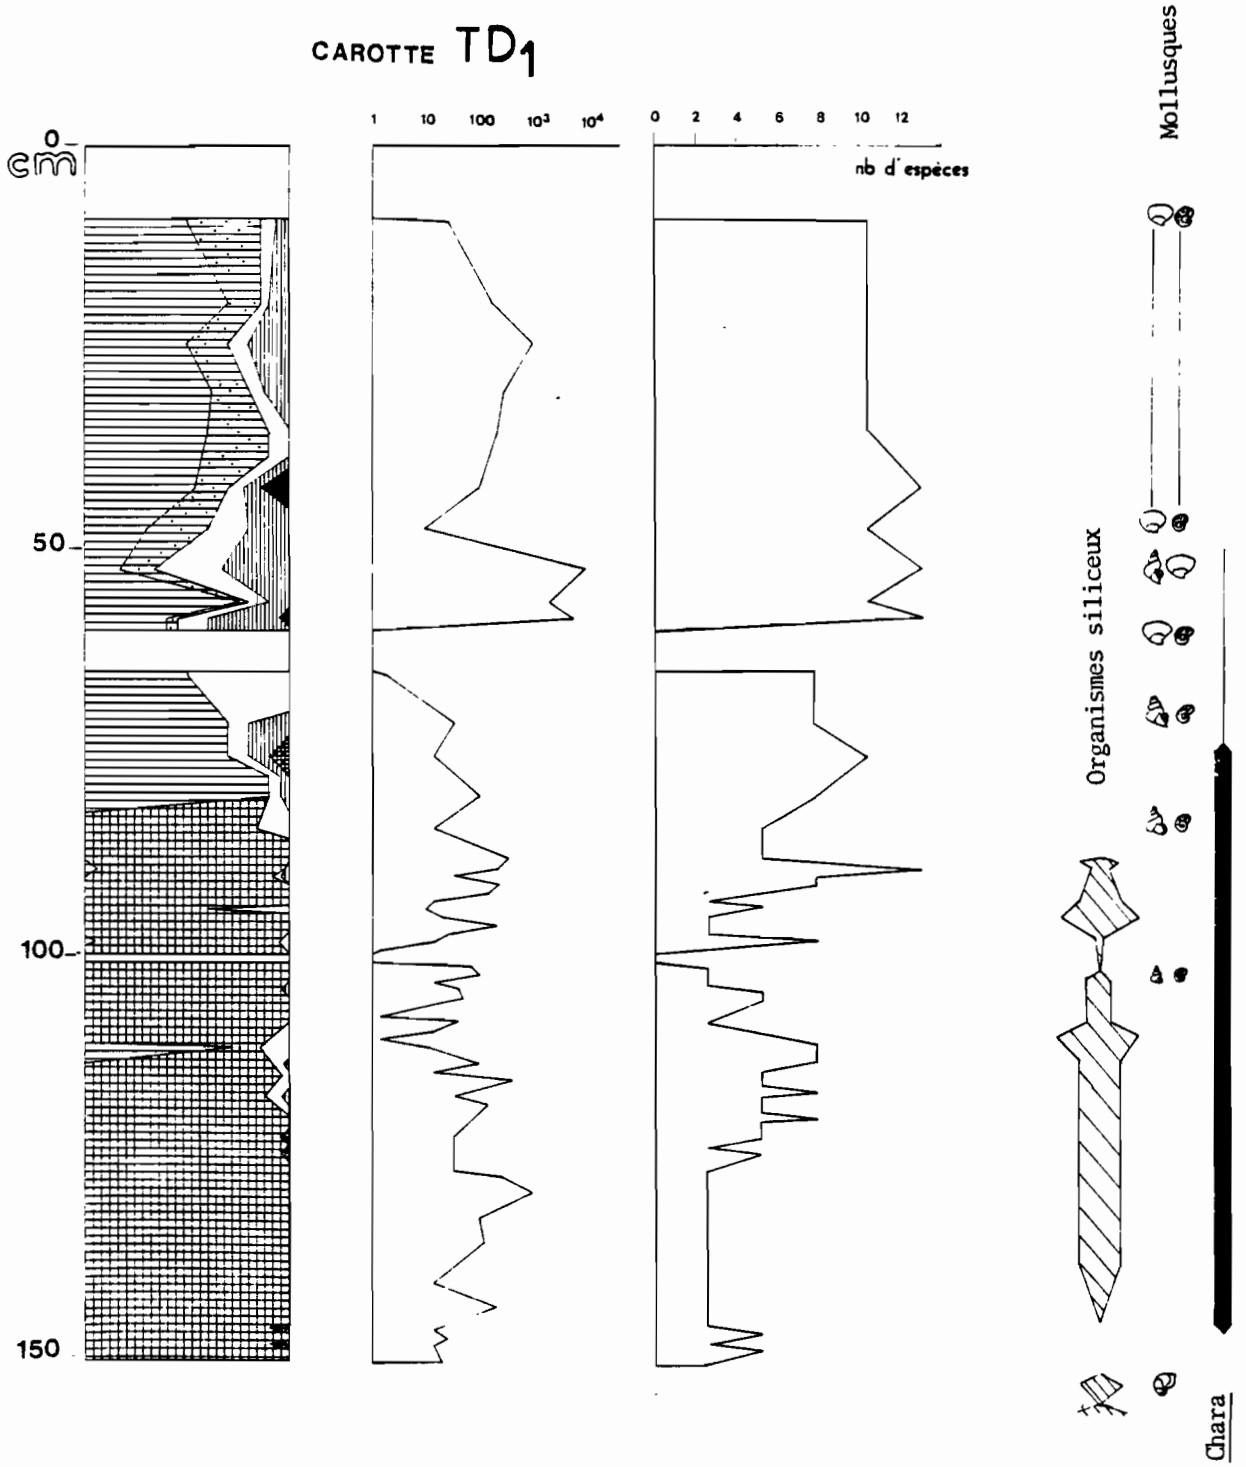 CAROTTE TD1
1 10 100 10³ 10⁴
0 2 4 6 8 10 12
nb d'espèces
0
cm
50
100
150
Organismes siliceux
Mollusques
Chara